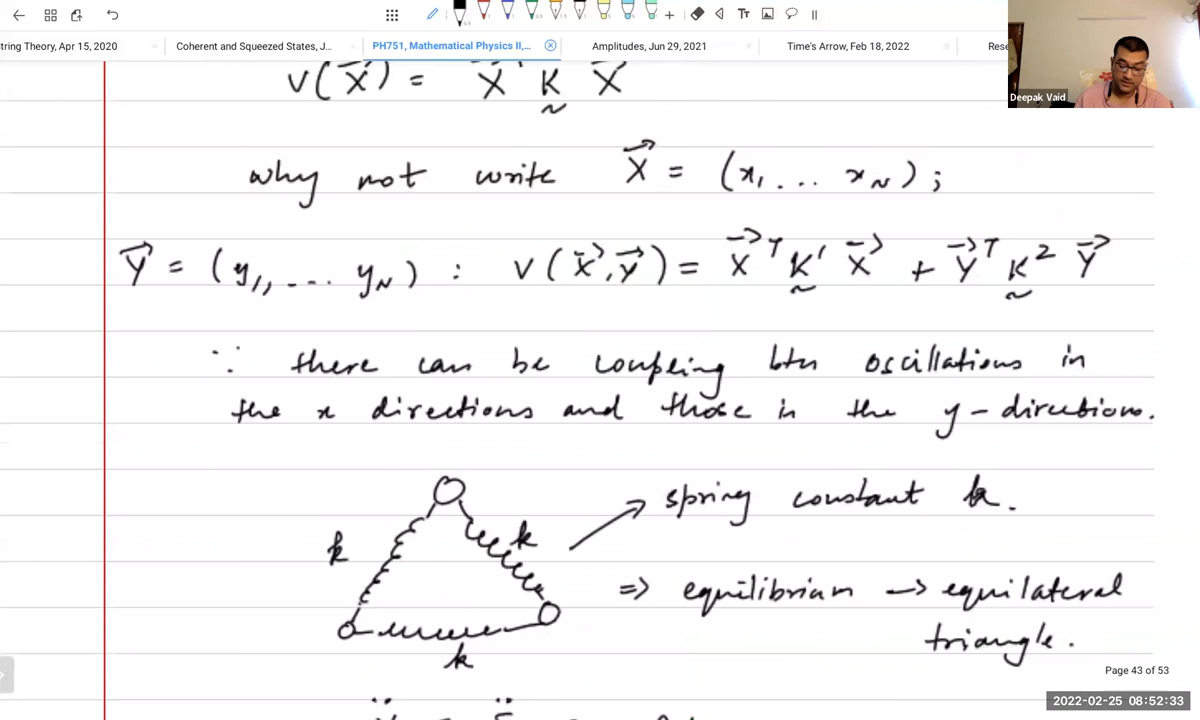 tring Theory, Apr 15, 2020
Coherent and Squeezed States, J...
PH751, Mathematical Physics II,...
Amplitudes, Jun 29, 2021
Time's Arrow, Feb 18, 2022
Rese
Deepak Vaid
V(X⃗) = X⃗ᵀ K X⃗
why not write X⃗ = (x₁ ... x_N) ;
Y⃗ = (y₁, .... y_N) : V(X⃗, Y⃗) = X⃗ᵀ K¹ X⃗ + Y⃗ᵀ K² Y⃗
∵ there can be coupling btn oscillations in
the x directions and those in the y-directions.
k
k
k
spring constant k.
=> equilibrium → equilateral
triangle.
Page 43 of 53
2022-02-25 08:52:33